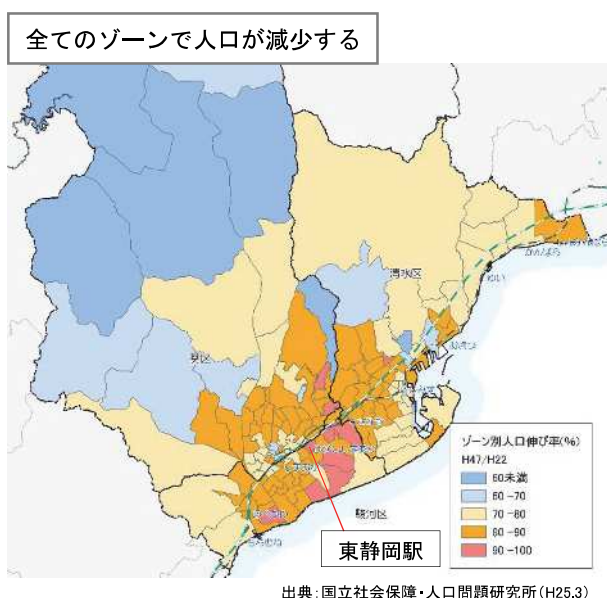 全てのゾーンで人口が減少する
清水区
葵区
駿河区
東静岡駅
ゾーン別人口伸び率(%)
H47/H22
60未満
60-70
70-80
80-90
90-100
出典:国立社会保障・人口問題研究所(H25.3)